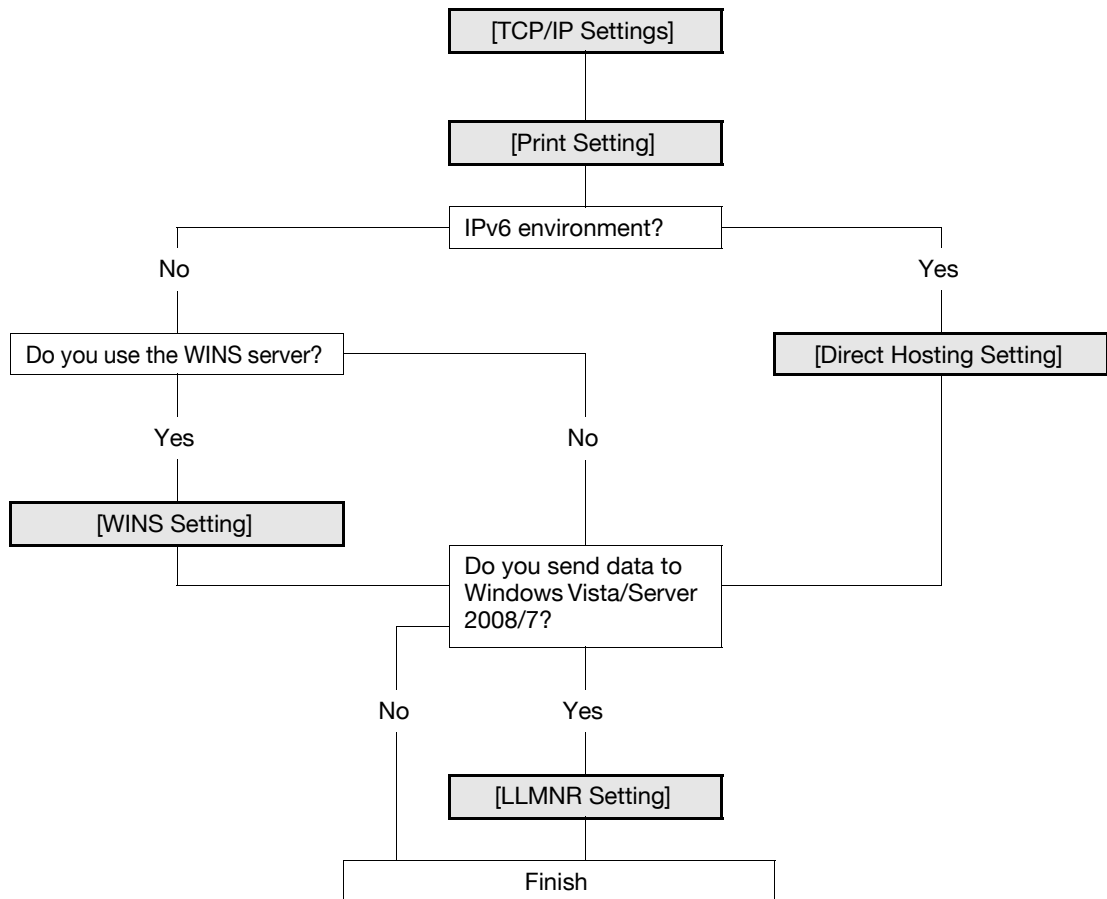 [TCP/IP Settings]
[Print Setting]
IPv6 environment?
No
Yes
Do you use the WINS server?
[Direct Hosting Setting]
Yes
No
[WINS Setting]
Do you send data to
Windows Vista/Server
2008/7?
No
Yes
[LLMNR Setting]
Finish